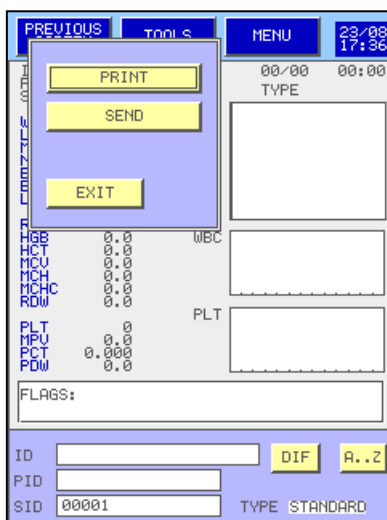 PREVIOUS TOOLS MENU 23/08
17:36
PRINT 00/00 00:00
TYPE
SEND
EXIT
HGB 0.0 WBC
HCT 0.0
MCV 0.0
MCH 0.0
MCHC 0.0
RDW 0.0
PLT
PLT 0
MPV 0.0
PCT 0.000
PDW 0.0
FLAGS:
ID DIF A..Z
PID
SID 00001 TYPE STANDARD